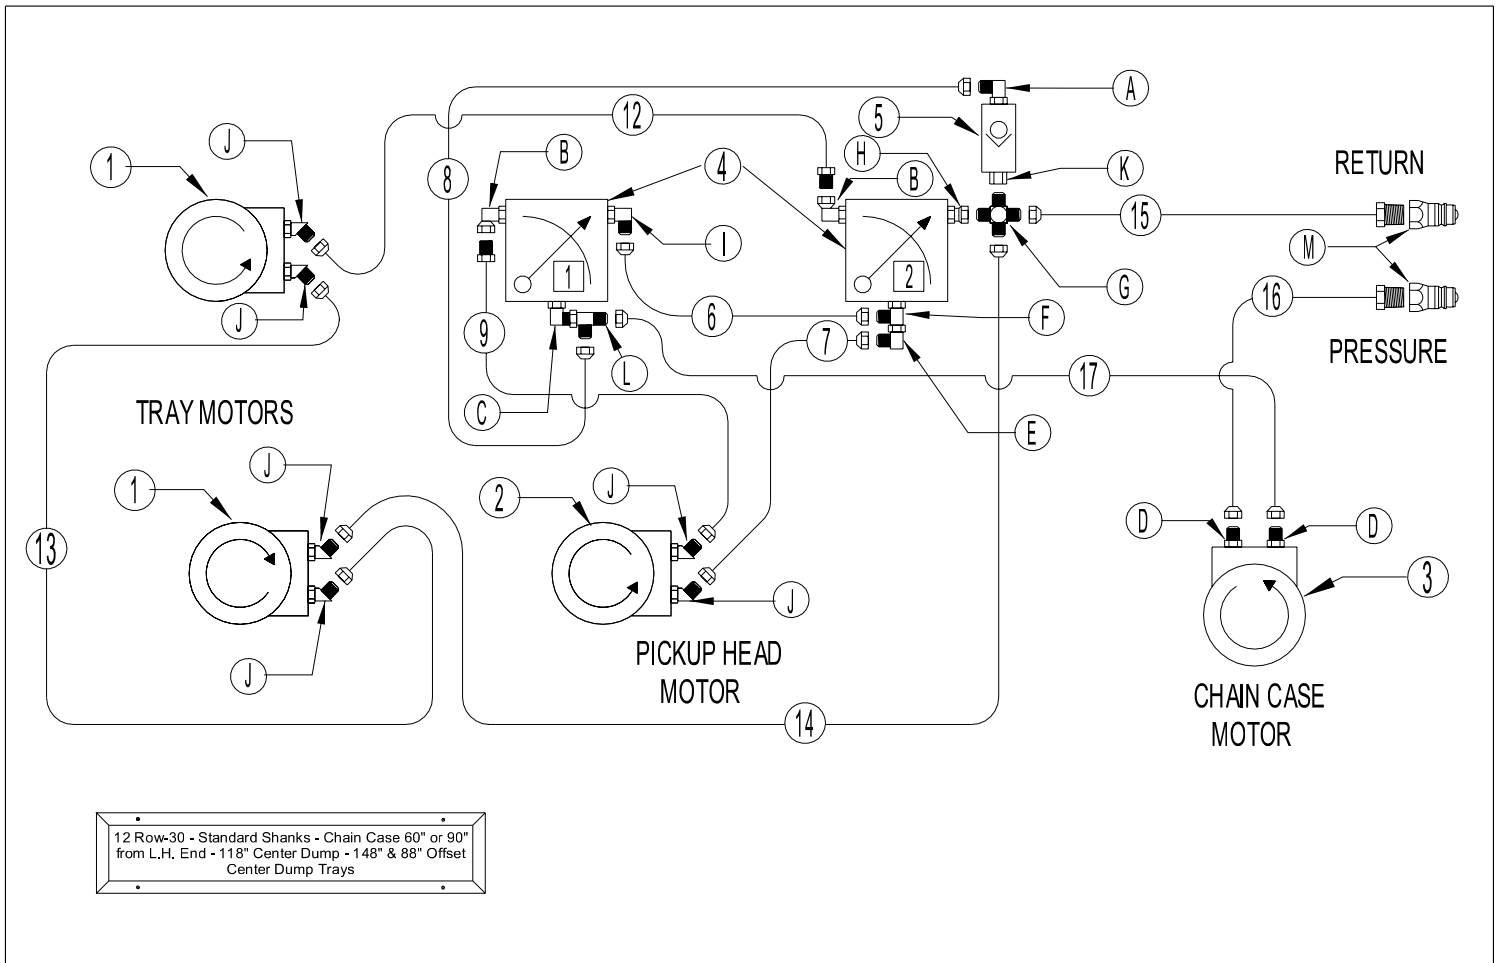 A
12
5
J
B
H
4
B
K
RETURN
1
8
15
I
M
G
1
2
16
J
9
6
F
7
PRESSURE
L
17
TRAY MOTORS
C
E
J
1
2
J
D
D
13
3
J
J
PICKUP HEAD
MOTOR
CHAIN CASE
MOTOR
14
12 Row-30 - Standard Shanks - Chain Case 60" or 90"
from L.H. End - 118" Center Dump - 148" & 88" Offset
Center Dump Trays